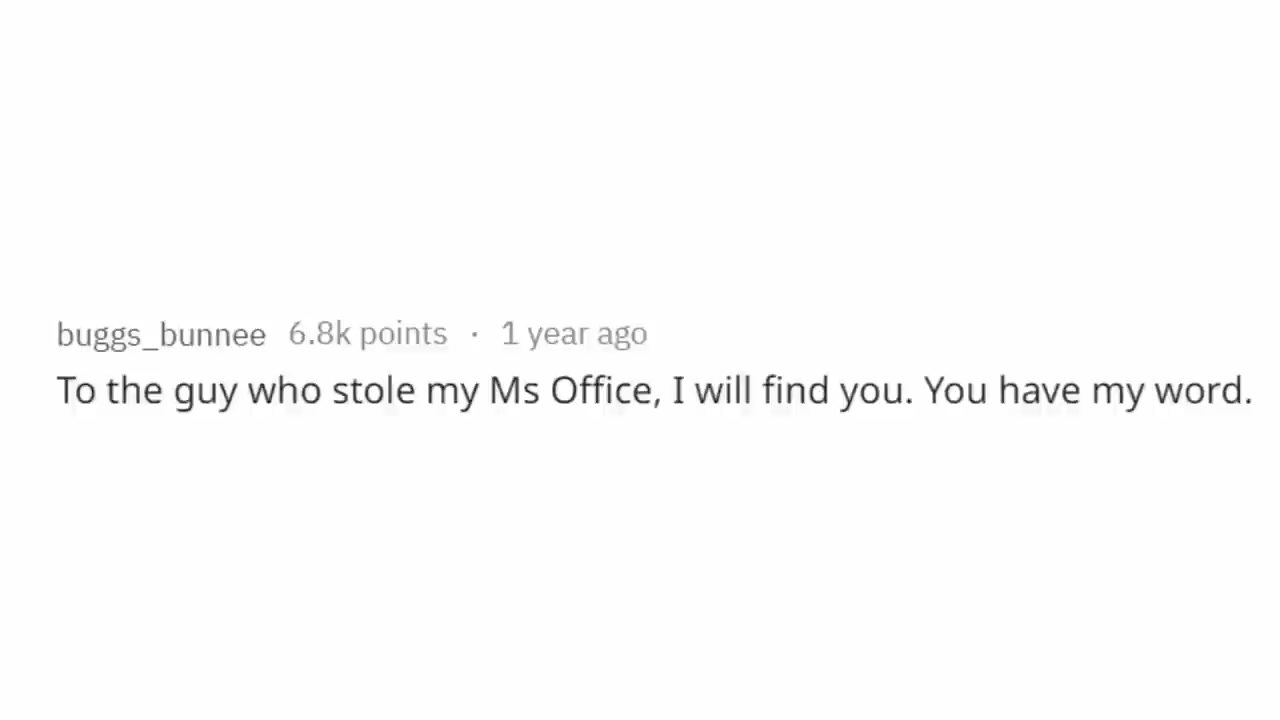 buggs_bunnee 6.8k points · 1 year ago
To the guy who stole my Ms Office, I will find you. You have my word.